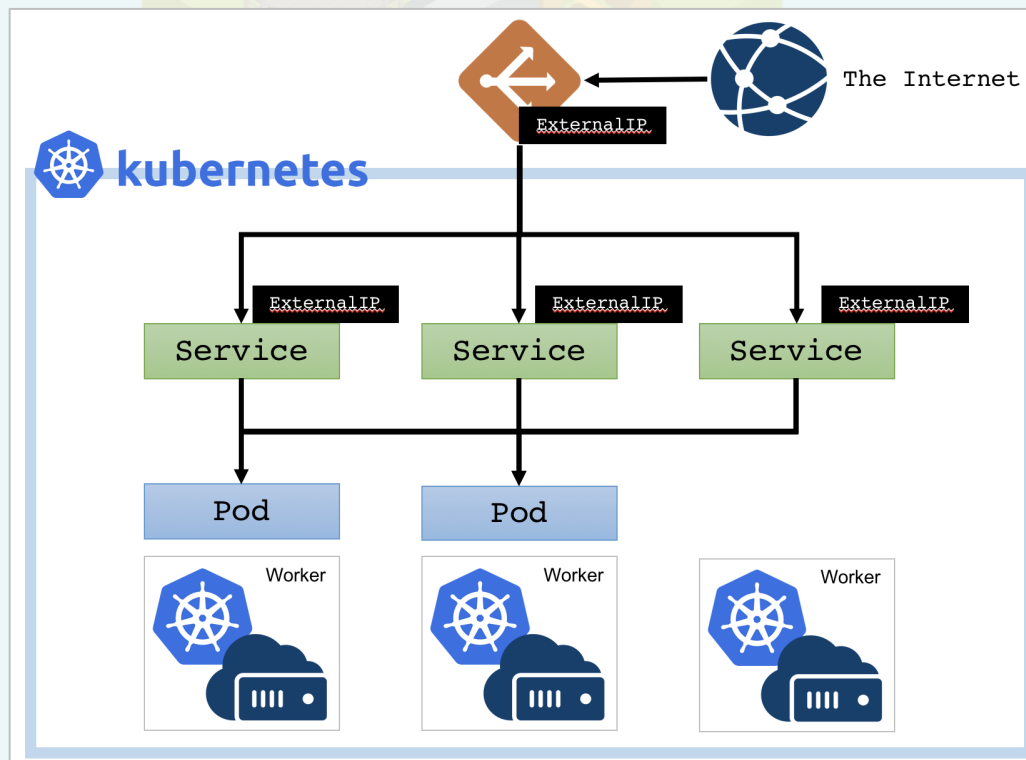 The Internet
ExternalIP
kubernetes
ExternalIP
ExternalIP
ExternalIP
Service
Service
Service
Pod
Pod
Worker
Worker
Worker